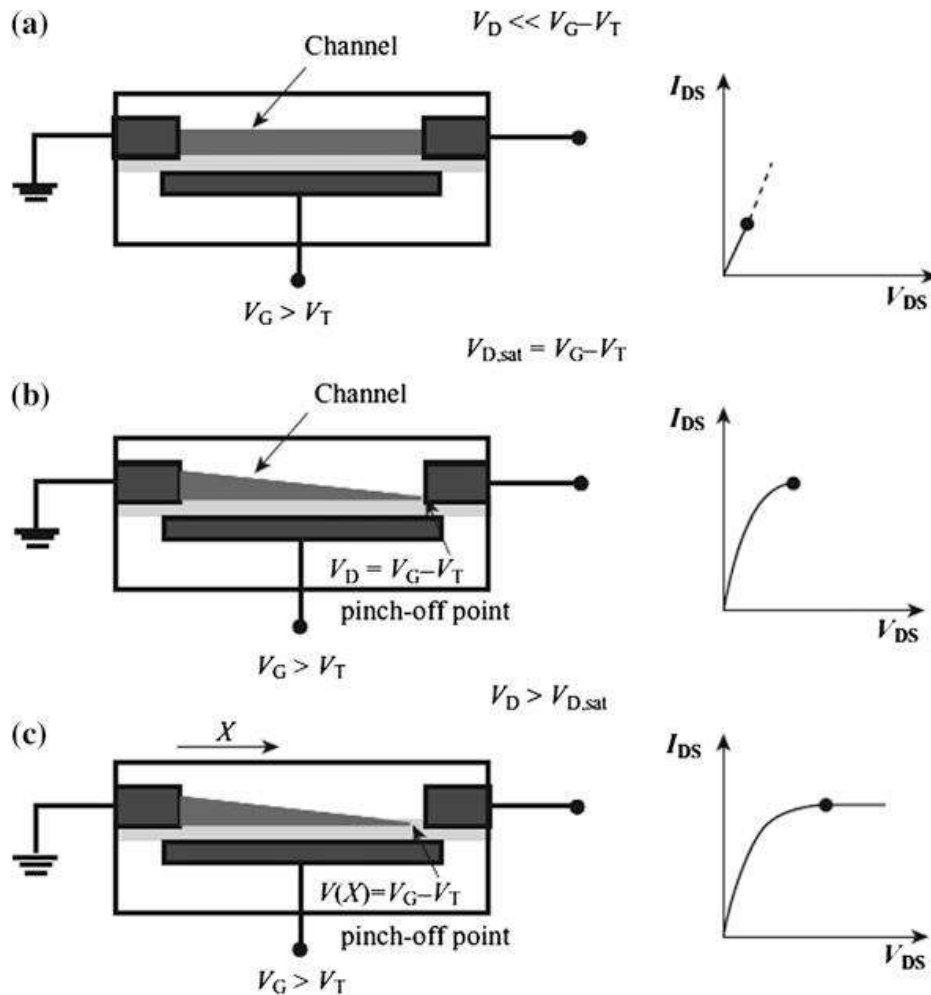 (a)
V_D << V_G–V_T
Channel
I_DS
V_DS
V_G > V_T
V_D,sat = V_G–V_T
(b)
Channel
I_DS
V_D = V_G–V_T
pinch-off point
V_DS
V_G > V_T
V_D > V_D,sat
(c)
X
I_DS
V(X)=V_G–V_T
pinch-off point
V_DS
V_G > V_T